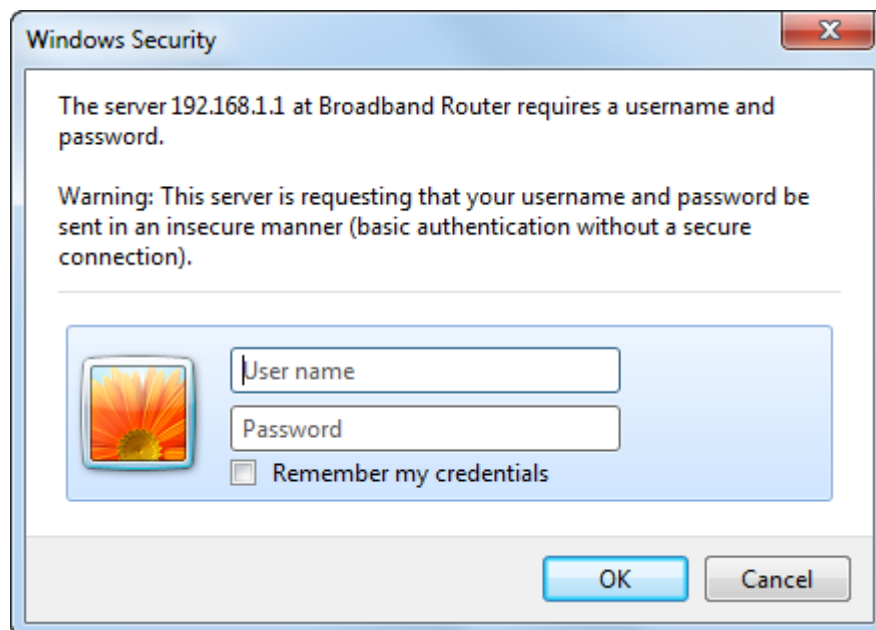 Windows Security
The server 192.168.1.1 at Broadband Router requires a username and
password.
Warning: This server is requesting that your username and password be
sent in an insecure manner (basic authentication without a secure
connection).
User name
Password
Remember my credentials
OK Cancel